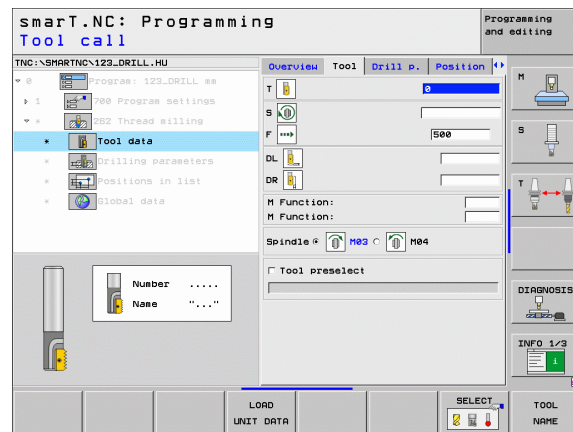 smarT.NC: Programming
Tool call
Programming
and editing
TNC:\SMARTNC\123_DRILL.HU
0 Program: 123_DRILL mm
1 700 Program settings
* 262 Thread milling
* Tool data
* Drilling parameters
* Positions in list
* Global data
Overview Tool Drill p. Position
T 0
S
F 500
DL
DR
M Function:
M Function:
Spindle M03 M04
Tool preselect
Number .....
Name "..."
M
S
T
DIAGNOSIS
INFO 1/3
LOAD
UNIT DATA
SELECT
TOOL
NAME